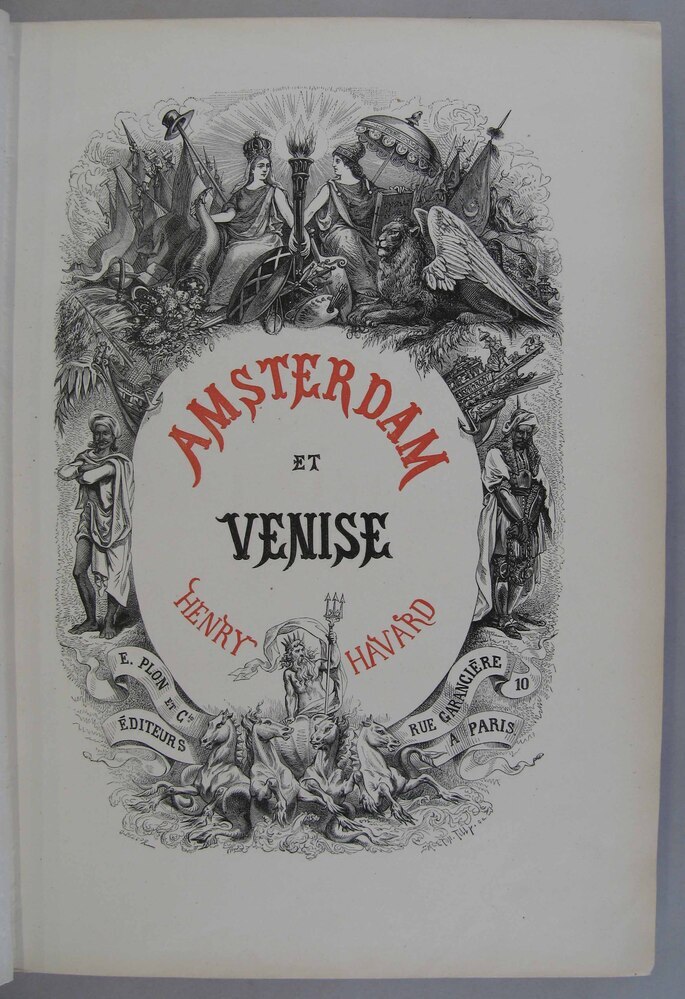 AMSTERDAM
ET
VENISE
HENRY HAVARD
E. PLON ET Cie
ÉDITEURS
RUE GARANCIÈRE 10
A PARIS